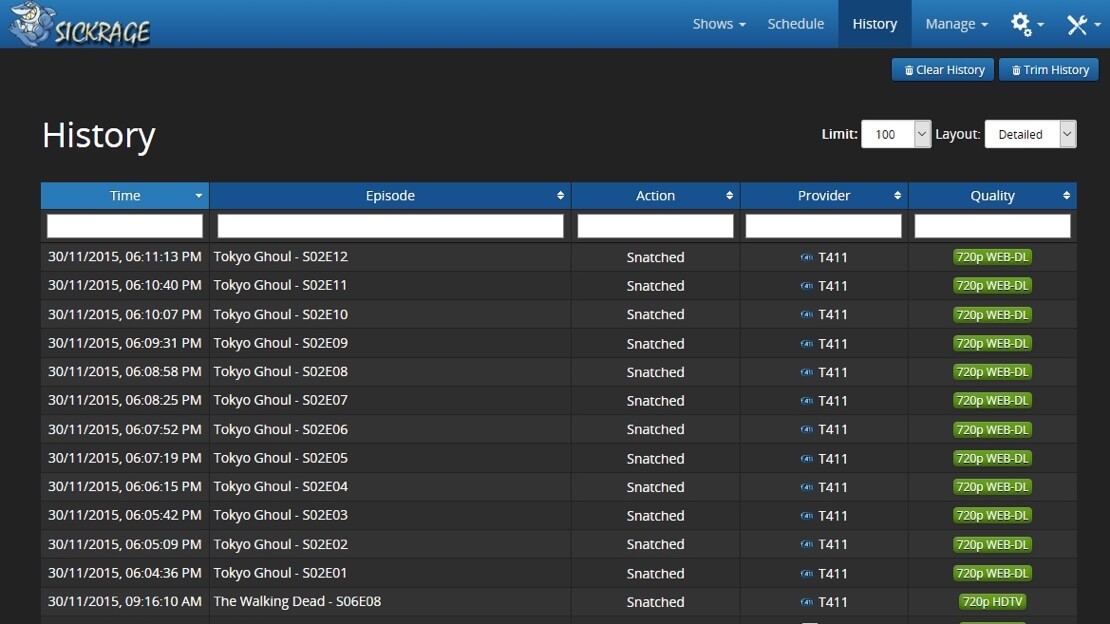 SICKRAGE
Shows Schedule History Manage
Clear History Trim History
History
Limit: 100 Layout: Detailed
Time Episode Action Provider Quality
30/11/2015, 06:11:13 PM Tokyo Ghoul - S02E12 Snatched T411 720p WEB-DL
30/11/2015, 06:10:40 PM Tokyo Ghoul - S02E11 Snatched T411 720p WEB-DL
30/11/2015, 06:10:07 PM Tokyo Ghoul - S02E10 Snatched T411 720p WEB-DL
30/11/2015, 06:09:31 PM Tokyo Ghoul - S02E09 Snatched T411 720p WEB-DL
30/11/2015, 06:08:58 PM Tokyo Ghoul - S02E08 Snatched T411 720p WEB-DL
30/11/2015, 06:08:25 PM Tokyo Ghoul - S02E07 Snatched T411 720p WEB-DL
30/11/2015, 06:07:52 PM Tokyo Ghoul - S02E06 Snatched T411 720p WEB-DL
30/11/2015, 06:07:19 PM Tokyo Ghoul - S02E05 Snatched T411 720p WEB-DL
30/11/2015, 06:06:15 PM Tokyo Ghoul - S02E04 Snatched T411 720p WEB-DL
30/11/2015, 06:05:42 PM Tokyo Ghoul - S02E03 Snatched T411 720p WEB-DL
30/11/2015, 06:05:09 PM Tokyo Ghoul - S02E02 Snatched T411 720p WEB-DL
30/11/2015, 06:04:36 PM Tokyo Ghoul - S02E01 Snatched T411 720p WEB-DL
30/11/2015, 09:16:10 AM The Walking Dead - S06E08 Snatched T411 720p HDTV